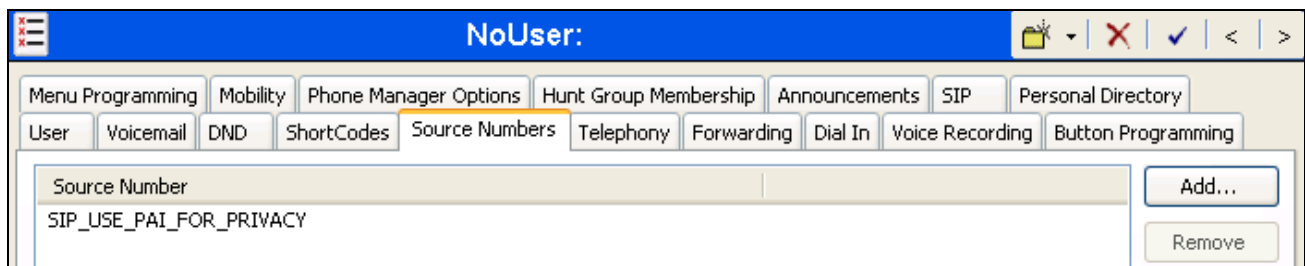 NoUser:
Menu Programming Mobility Phone Manager Options Hunt Group Membership Announcements SIP Personal Directory
User Voicemail DND ShortCodes Source Numbers Telephony Forwarding Dial In Voice Recording Button Programming
Source Number Add...
SIP_USE_PAI_FOR_PRIVACY
Remove